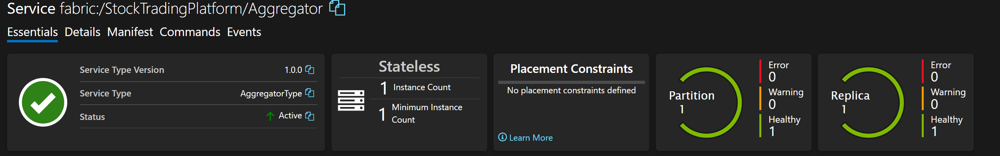 Service fabric:/StockTradingPlatform/Aggregator
Essentials Details Manifest Commands Events
Service Type Version 1.0.0
Service Type AggregatorType
Status Active
Stateless
1 Instance Count
1 Minimum Instance
Count
Placement Constraints
No placement constraints defined
Learn More
Partition
1
Error
0
Warning
0
Healthy
1
Replica
1
Error
0
Warning
0
Healthy
1